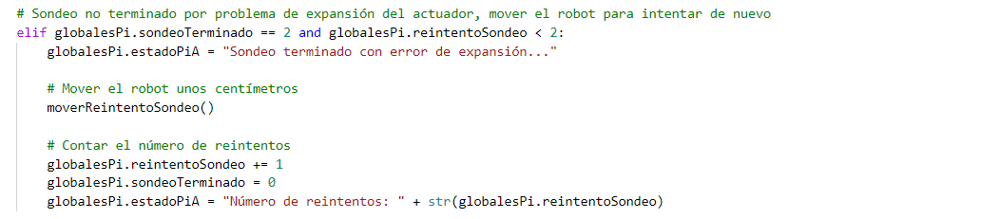 # Sondeo no terminado por problema de expansión del actuador, mover el robot para intentar de nuevo
elif globalesPi.sondeoTerminado == 2 and globalesPi.reintentoSondeo < 2:
    globalesPi.estadoPiA = "Sondeo terminado con error de expansión..."
    # Mover el robot unos centímetros
    moverReintentoSondeo()
    # Contar el número de reintentos
    globalesPi.reintentoSondeo += 1
    globalesPi.sondeoTerminado = 0
    globalesPi.estadoPiA = "Número de reintentos: " + str(globalesPi.reintentoSondeo)